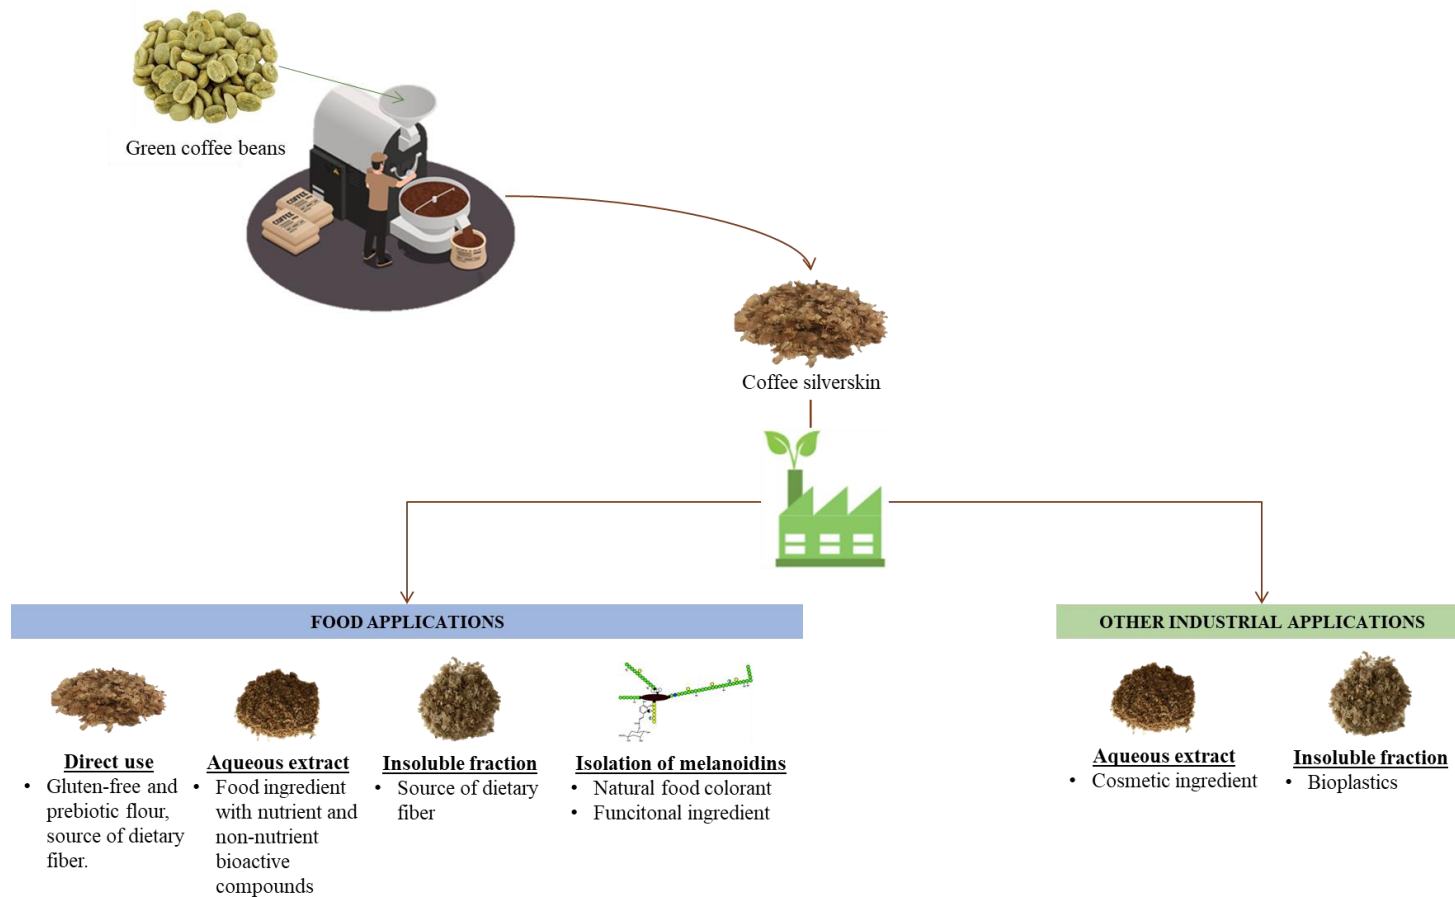 Green coffee beans
COFFEE
COFFEE
Coffee silverskin
FOOD APPLICATIONS
OTHER INDUSTRIAL APPLICATIONS
Direct use
• Gluten-free and
prebiotic flour,
source of dietary
fiber.
Aqueous extract
• Food ingredient
with nutrient and
non-nutrient
bioactive
compounds
Insoluble fraction
• Source of dietary
fiber
Isolation of melanoidins
• Natural food colorant
• Funcitonal ingredient
Aqueous extract
• Cosmetic ingredient
Insoluble fraction
• Bioplastics